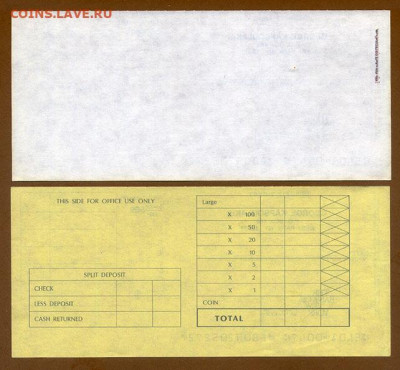 COINS.LAVE.RU
THIS SIDE FOR OFFICE USE ONLY
Large
X 100
X 50
X 20
X 10
X 5
X 2
X 1
COIN
TOTAL
SPLIT DEPOSIT
CHECK
LESS DEPOSIT
CASH RETURNED